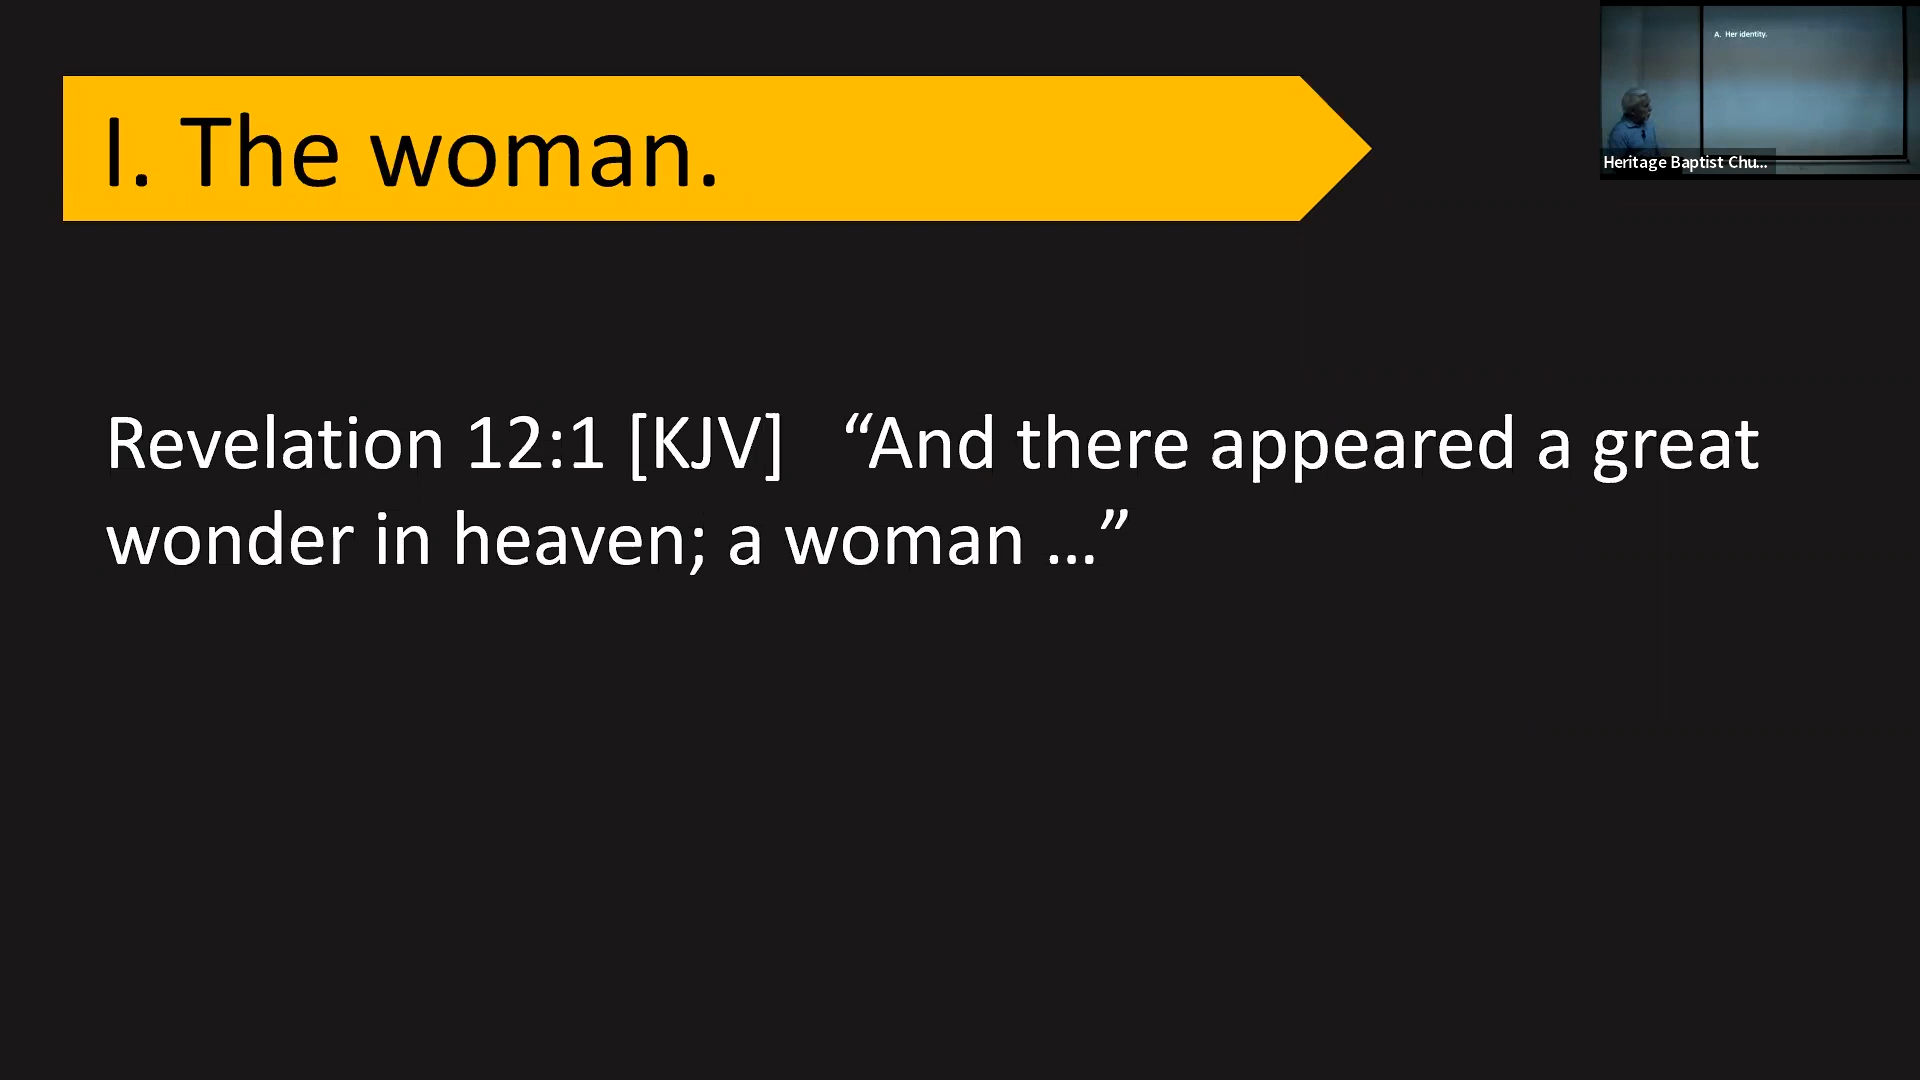 I. The woman.
A. Her identity.
Heritage Baptist Chu...
Revelation 12:1 [KJV]   “And there appeared a great
wonder in heaven; a woman …”